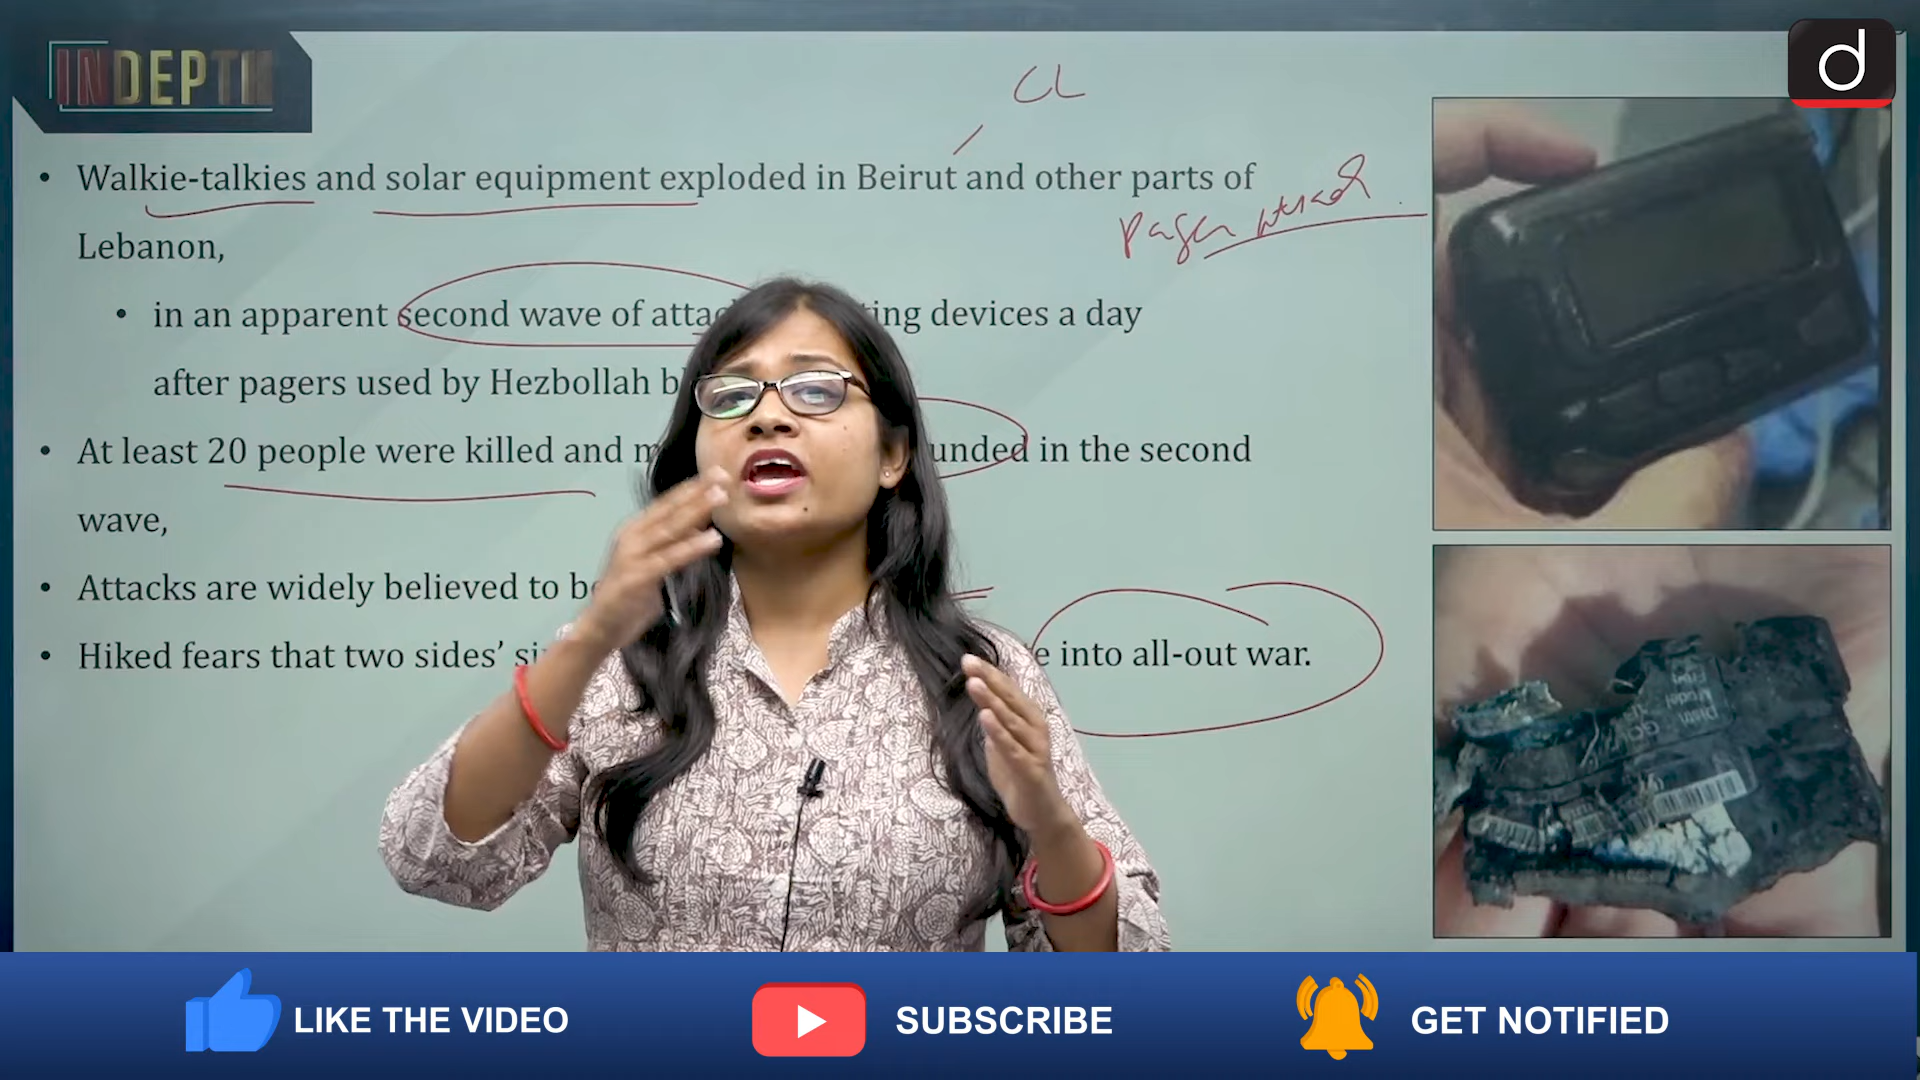 INDEPTH
d
CL
• Walkie-talkies and solar equipment exploded in Beirut and other parts of
Pager attack
Lebanon,
• in an apparent second wave of ing devices a day
after pagers used by Hezbollah
• At least 20 people were killed and unded in the second
wave,
• Attacks are widely believed to
• Hiked fears that two sides' into all-out war.
LIKE THE VIDEO
SUBSCRIBE
GET NOTIFIED